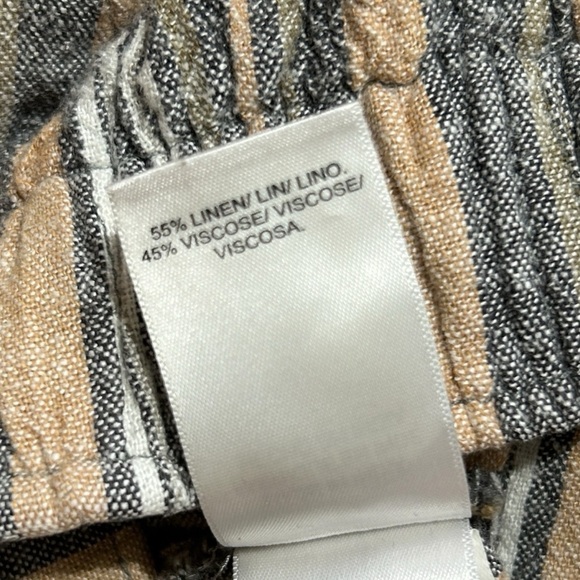 55% LINEN/ LIN/ LINO.
45% VISCOSE/ VISCOSE/
VISCOSA.